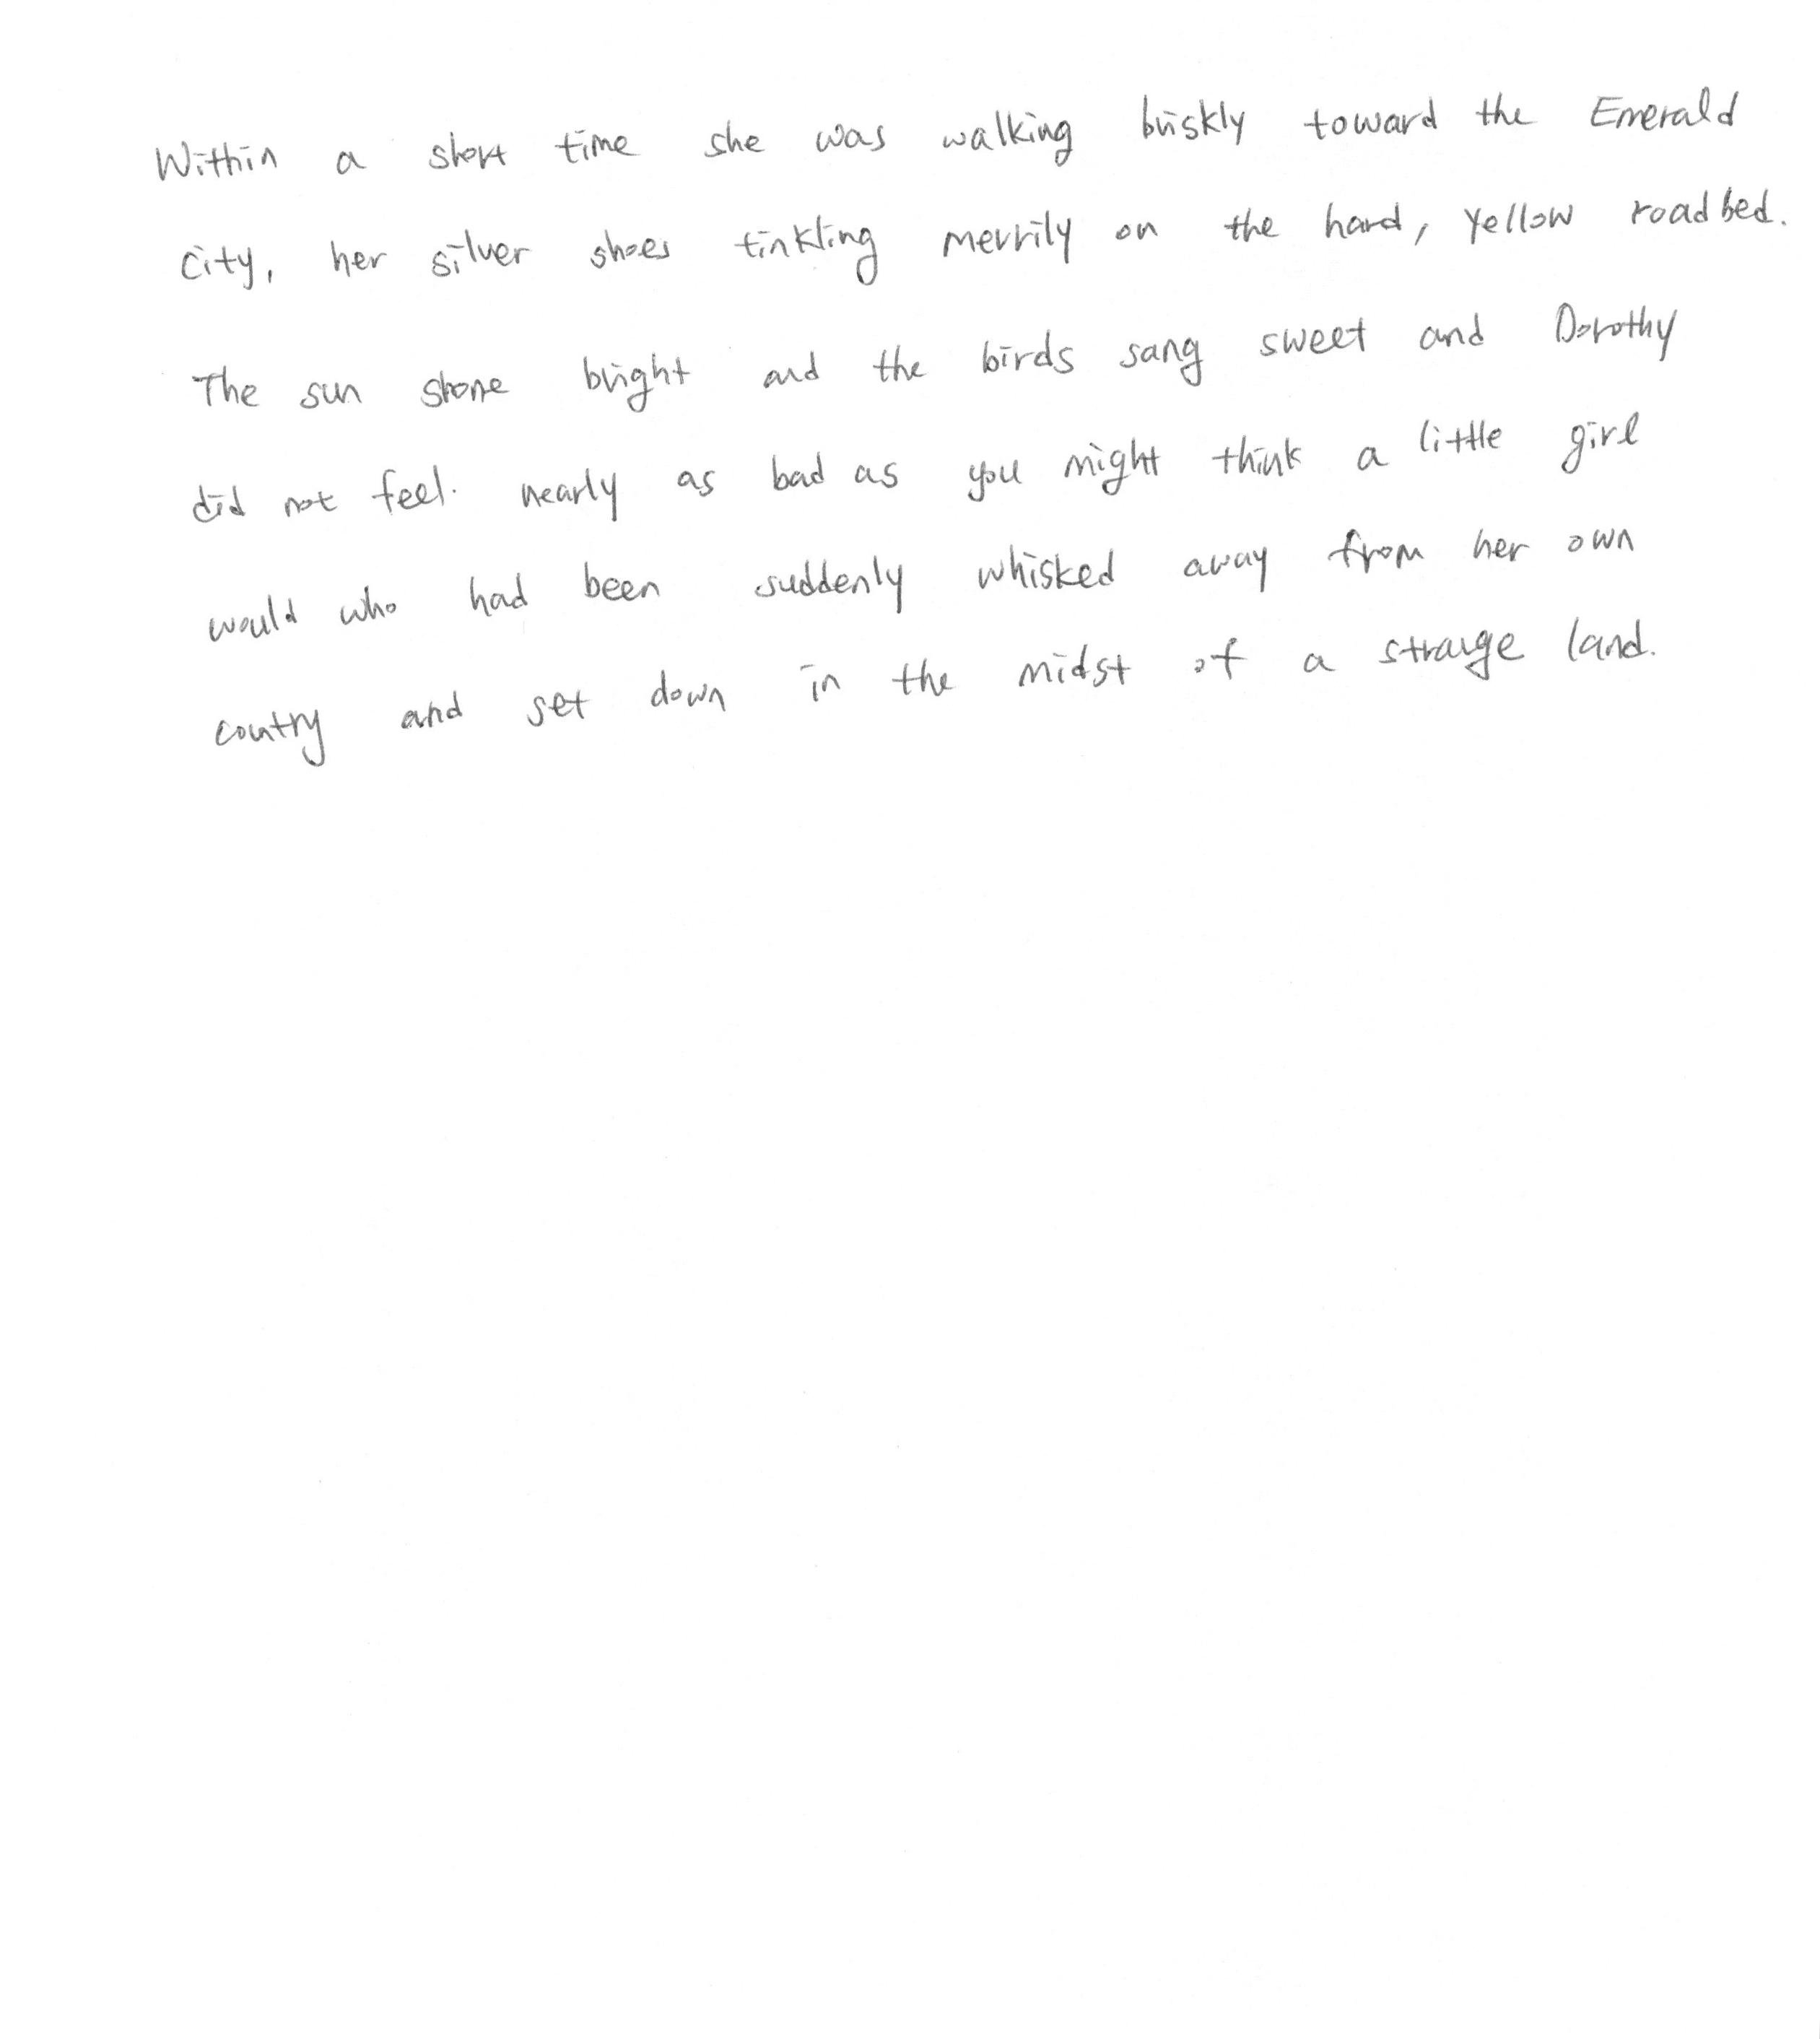 Within a short time she was walking briskly toward the Emerald
City, her silver shoes tinkling merrily on the hard, yellow roadbed.
The sun shone bright and the birds sang sweet and Dorothy
did not feel. nearly as bad as you might think a little girl
would who had been suddenly whisked away from her own
country and set down in the midst of a strange land.